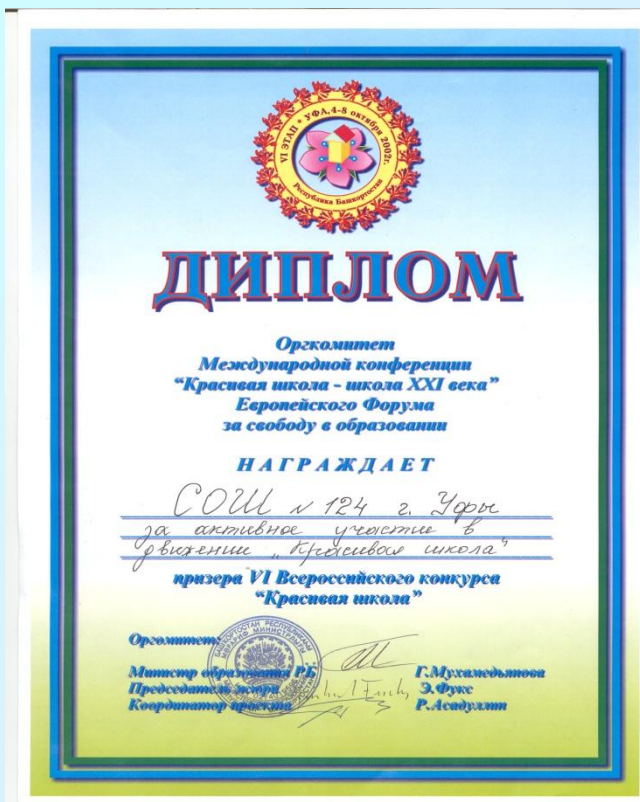 VI ЭТАП * УФА, 4-8 октября 2002г.
Республика Башкортостан
ДИПЛОМ
Оргкомитет
Международной конференции
“Красивая школа - школа XXI века”
Европейского Форума
за свободу в образовании
НАГРАЖДАЕТ
СОШ N 124 г. Уфы
за активное участие в
движении „Красивая школа“
призера VI Всероссийского конкурса
“Красивая школа”
Оргомитет:
Министр образования РБ Г.Мухамедьянова
Председатель жюри Э.Фукс
Координатор проекта Р.Асадуллин